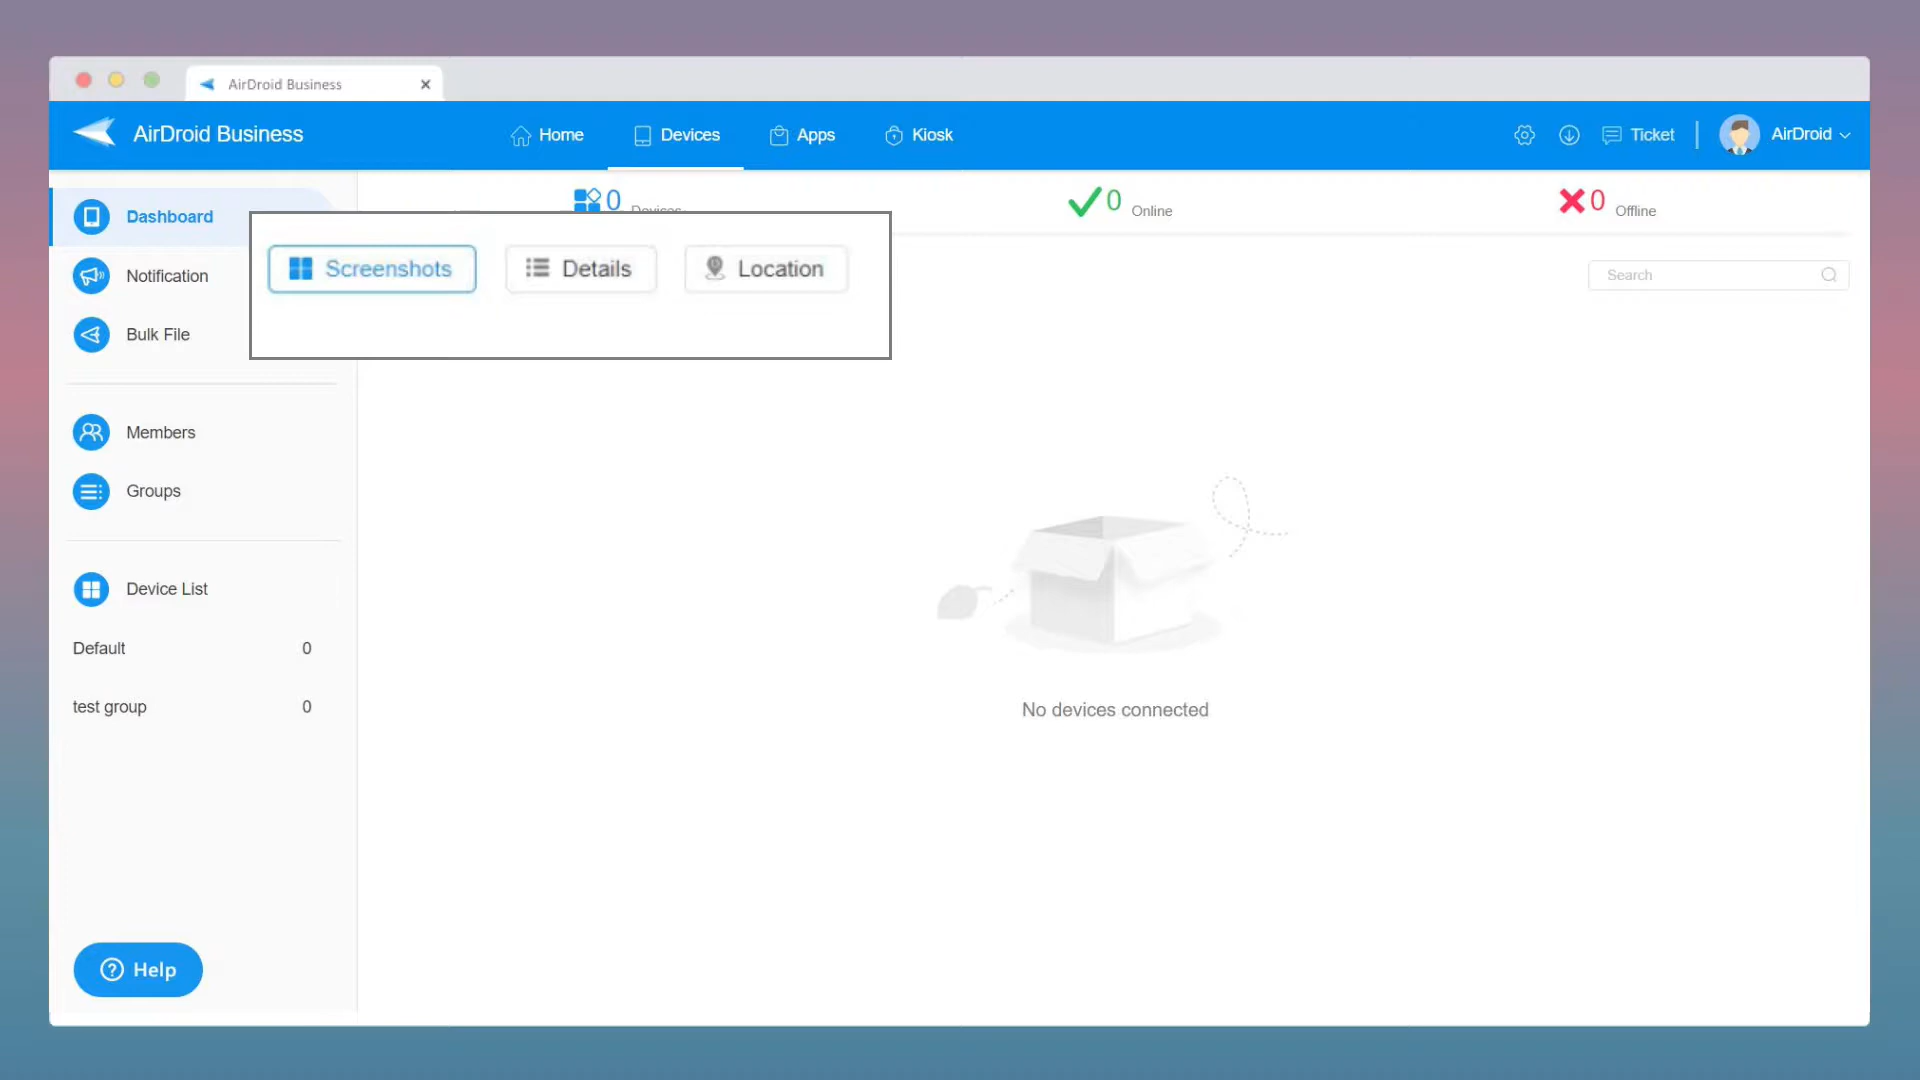 AirDroid Business
AirDroid Business
Home
Devices
Apps
Kiosk
Ticket
AirDroid
Dashboard
Notification
Bulk File
Members
Groups
Device List
Default 0
test group 0
Help
0 Devices
0 Online
0 Offline
Screenshots
Details
Location
Search
No devices connected